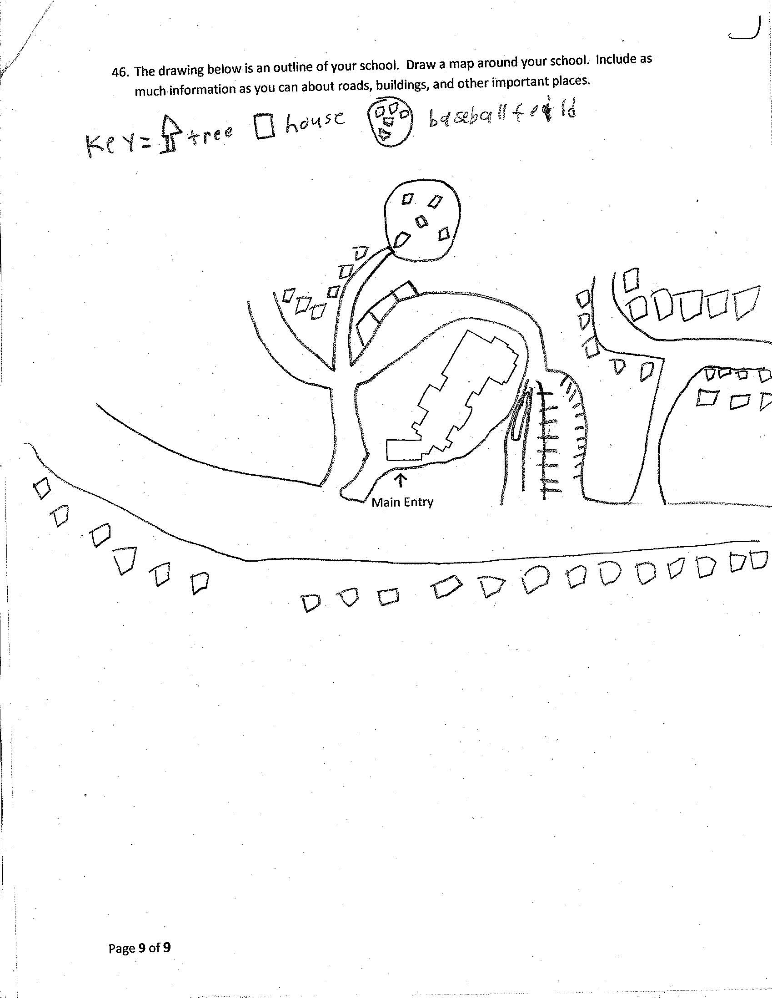 46. The drawing below is an outline of your school. Draw a map around your school. Include as
much information as you can about roads, buildings, and other important places.
Key= tree house baseball feild
Main Entry
Page 9 of 9